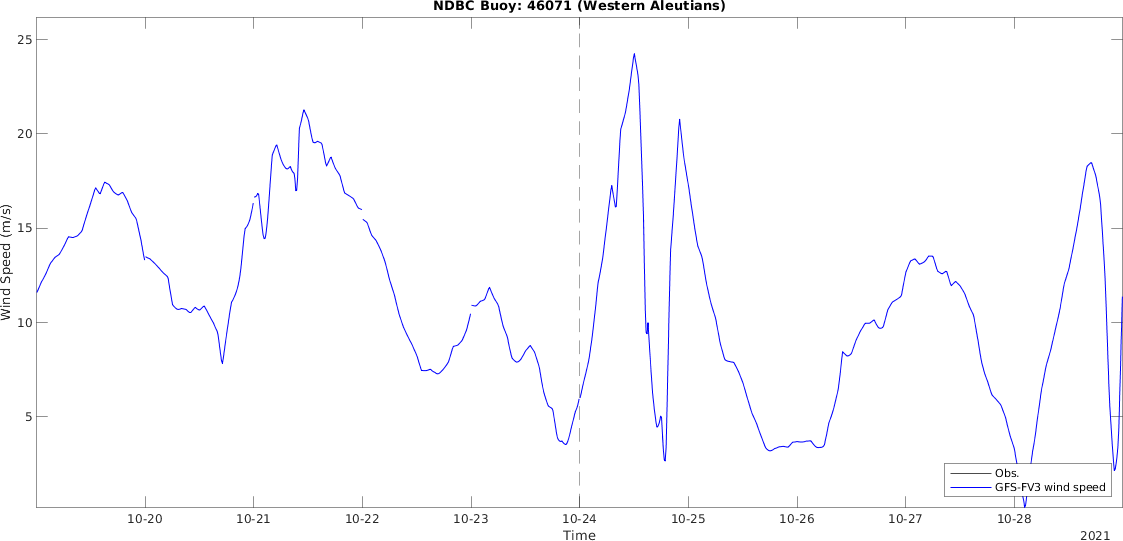 NDBC Buoy: 46071 (Western Aleutians)
25
20
15
10
5
Wind Speed (m/s)
Obs.
GFS-FV3 wind speed
10-20 10-21 10-22 10-23 10-24 10-25 10-26 10-27 10-28
Time
2021